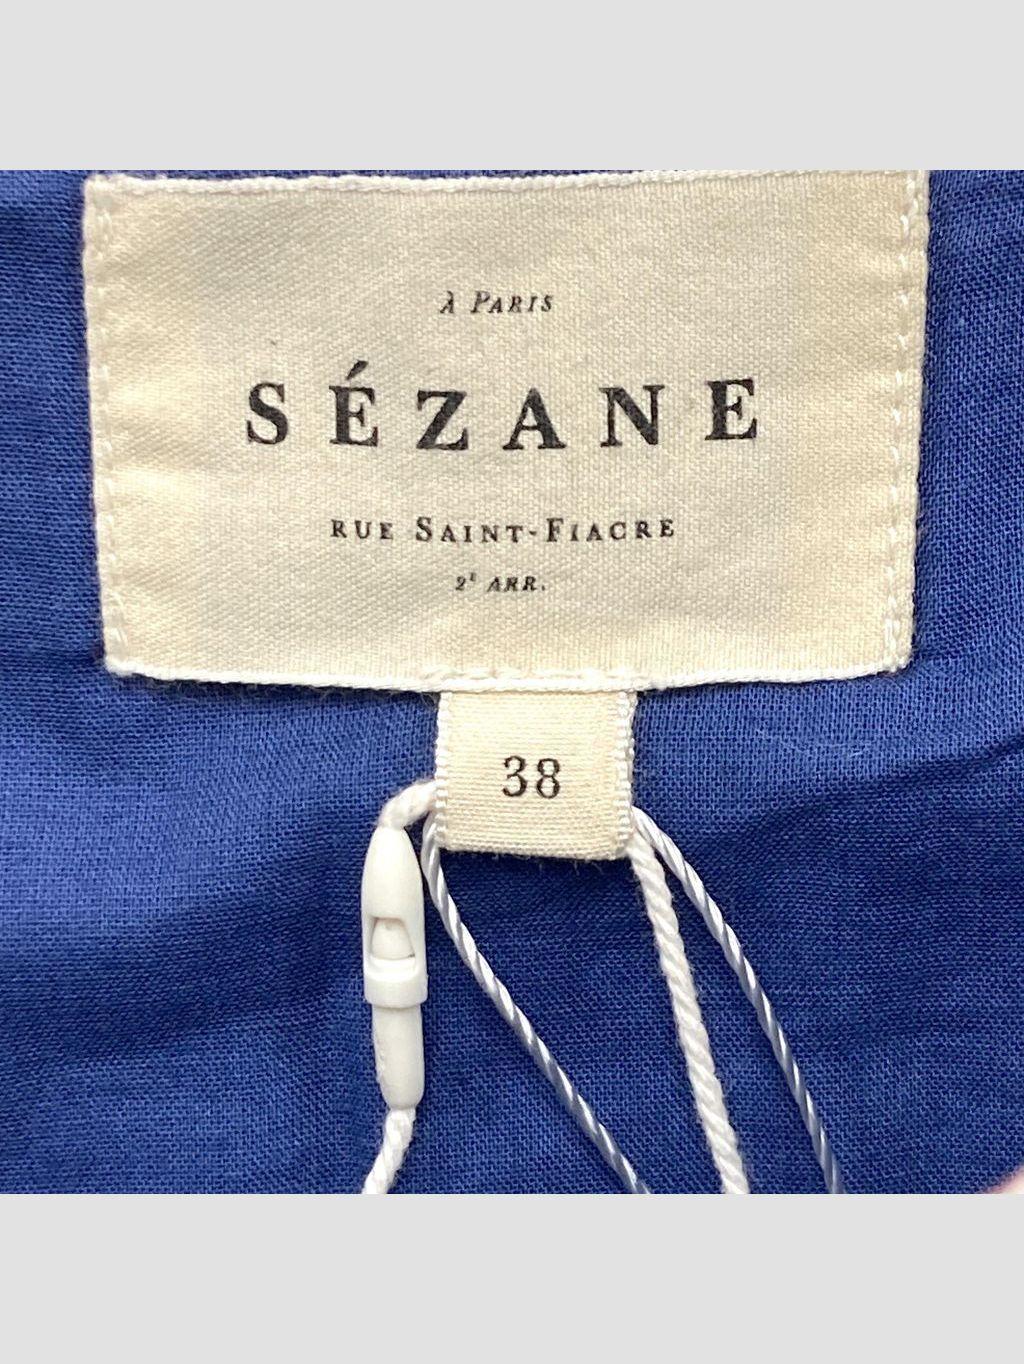 À PARIS
SÉZANE
RUE SAINT-FIACRE
2ᴱ ARR.
38